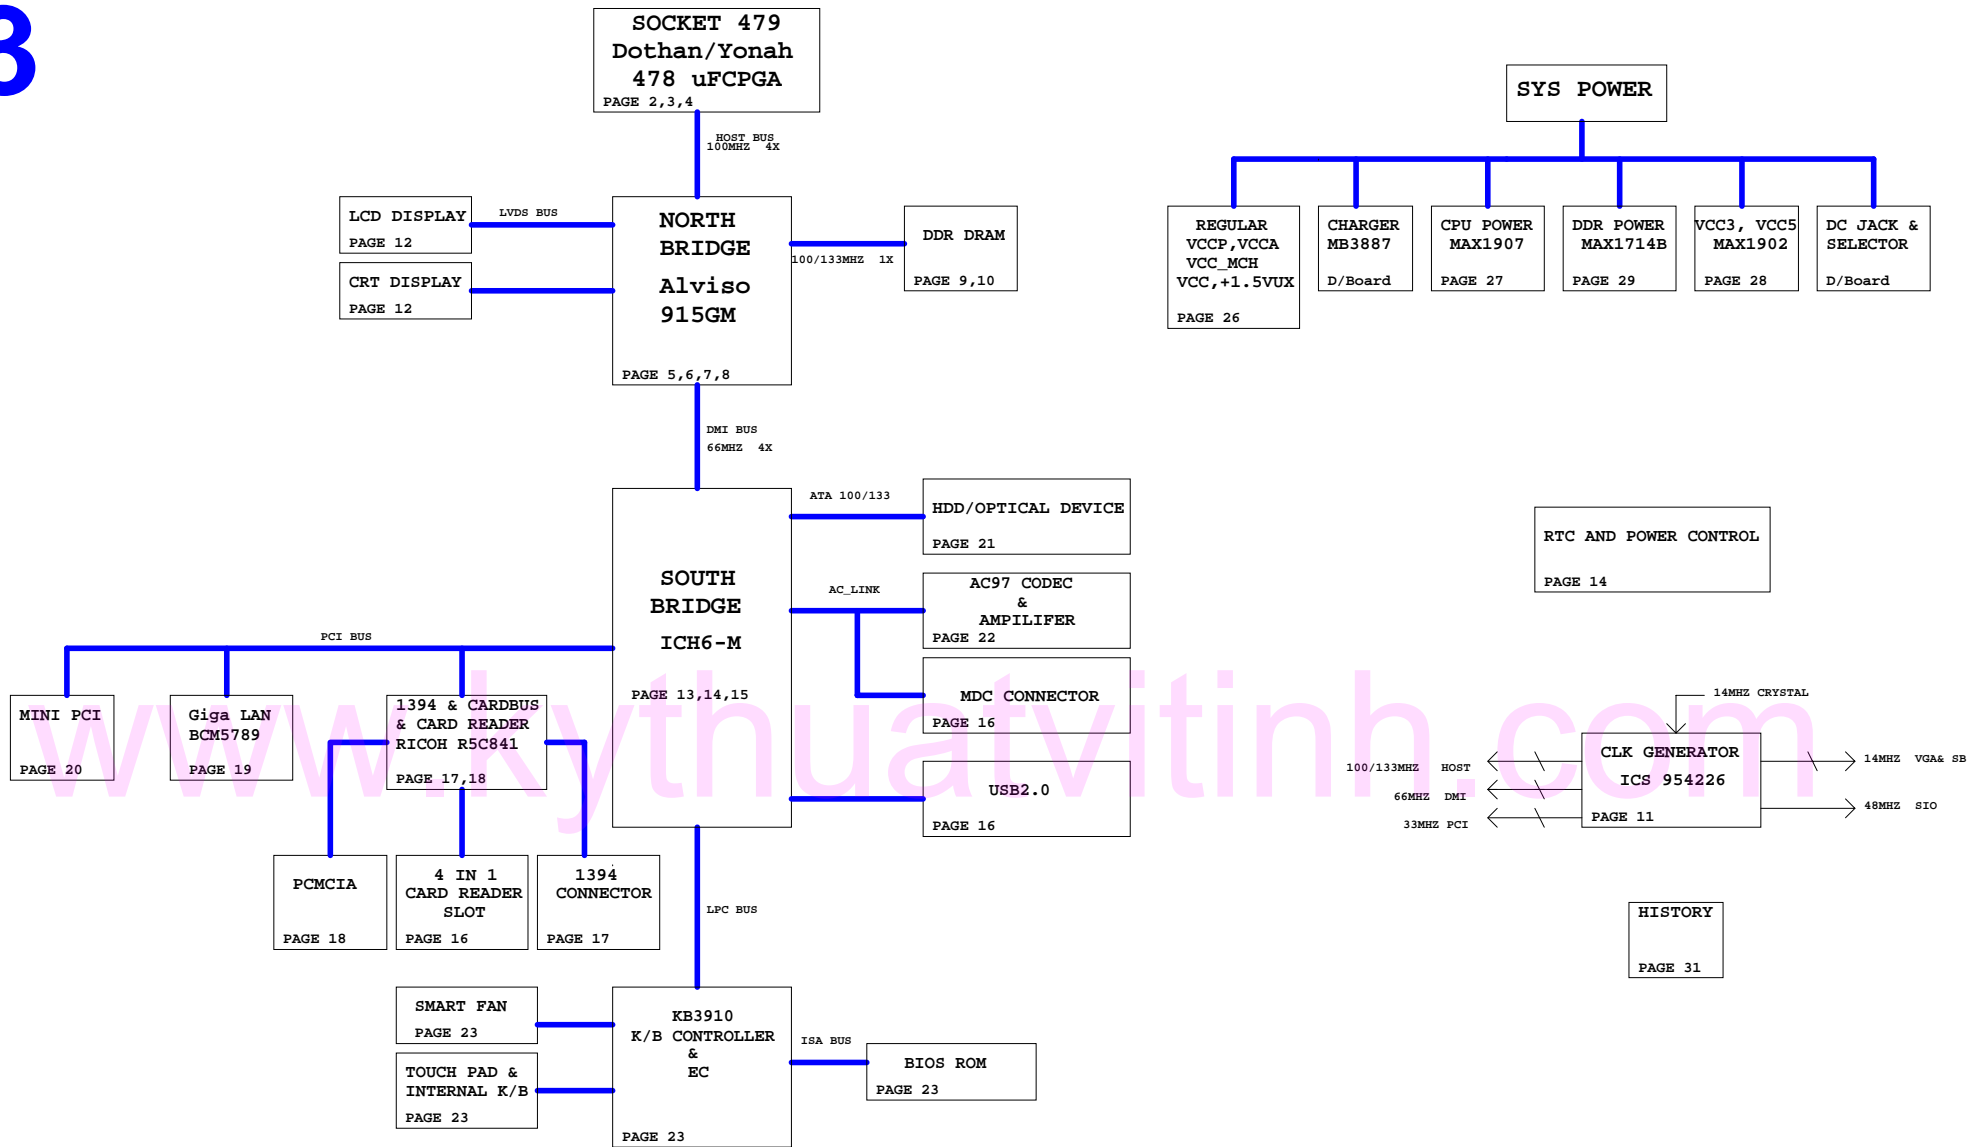 3
SOCKET 479
Dothan/Yonah
478 uFCPGA
PAGE 2,3,4
HOST BUS
100MHZ 4X
LCD DISPLAY
PAGE 12
LVDS BUS
CRT DISPLAY
PAGE 12
NORTH
BRIDGE
Alviso
915GM
PAGE 5,6,7,8
100/133MHZ 1X
DDR DRAM
PAGE 9,10
SYS POWER
REGULAR
VCCP,VCCA
VCC_MCH
VCC,+1.5VUX
PAGE 26
CHARGER
MB3887
D/Board
CPU POWER
MAX1907
PAGE 27
DDR POWER
MAX1714B
PAGE 29
VCC3, VCC5
MAX1902
PAGE 28
DC JACK &
SELECTOR
D/Board
DMI BUS
66MHZ 4X
SOUTH
BRIDGE
ICH6-M
PAGE 13,14,15
ATA 100/133
HDD/OPTICAL DEVICE
PAGE 21
AC_LINK
AC97 CODEC
&
AMPILIFER
PAGE 22
MDC CONNECTOR
PAGE 16
USB2.0
PAGE 16
RTC AND POWER CONTROL
PAGE 14
PCI BUS
MINI PCI
PAGE 20
Giga LAN
BCM5789
PAGE 19
1394 & CARDBUS
& CARD READER
RICOH R5C841
PAGE 17,18
PCMCIA
PAGE 18
4 IN 1
CARD READER
SLOT
PAGE 16
1394
CONNECTOR
PAGE 17
14MHZ CRYSTAL
CLK GENERATOR
ICS 954226
PAGE 11
100/133MHZ HOST
66MHZ DMI
33MHZ PCI
14MHZ VGA& SB
48MHZ SIO
HISTORY
PAGE 31
LPC BUS
SMART FAN
PAGE 23
TOUCH PAD &
INTERNAL K/B
PAGE 23
KB3910
K/B CONTROLLER
&
EC
PAGE 23
ISA BUS
BIOS ROM
PAGE 23
www.kythuatvitinh.com